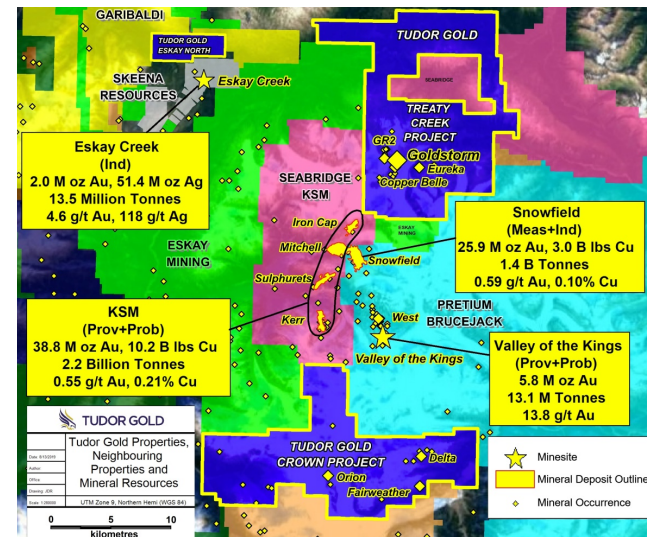 GARIBALDI
TUDOR GOLD
ESKAY NORTH
TUDOR GOLD
SEABRIDGE
SKEENA
RESOURCES
Eskay Creek
TREATY
CREEK
PROJECT
GR2
Goldstorm
Eureka
Copper Belle
Eskay Creek
(Ind)
2.0 M oz Au, 51.4 M oz Ag
13.5 Million Tonnes
4.6 g/t Au, 118 g/t Ag
SEABRIDGE
KSM
Iron Cap
Mitchell
Snowfield
Sulphurets
Kerr
ESKAY
MINING
ESKAY
MINING
Snowfield
(Meas+Ind)
25.9 M oz Au, 3.0 B lbs Cu
1.4 B Tonnes
0.59 g/t Au, 0.10% Cu
PRETIUM
BRUCEJACK
West
Valley of the Kings
KSM
(Prov+Prob)
38.8 M oz Au, 10.2 B lbs Cu
2.2 Billion Tonnes
0.55 g/t Au, 0.21% Cu
Valley of the Kings
(Prov+Prob)
5.8 M oz Au
13.1 M Tonnes
13.8 g/t Au
TUDOR GOLD
CROWN PROJECT
Delta
Orion
Fairweather
TUDOR GOLD
Tudor Gold Properties,
Neighbouring
Properties and
Mineral Resources
Author:
Office:
Drawing: JDR
UTM Zone 9, Northern Hemi (WGS 84)
0 5 10
kilometres
Minesite
Mineral Deposit Outline
Mineral Occurrence